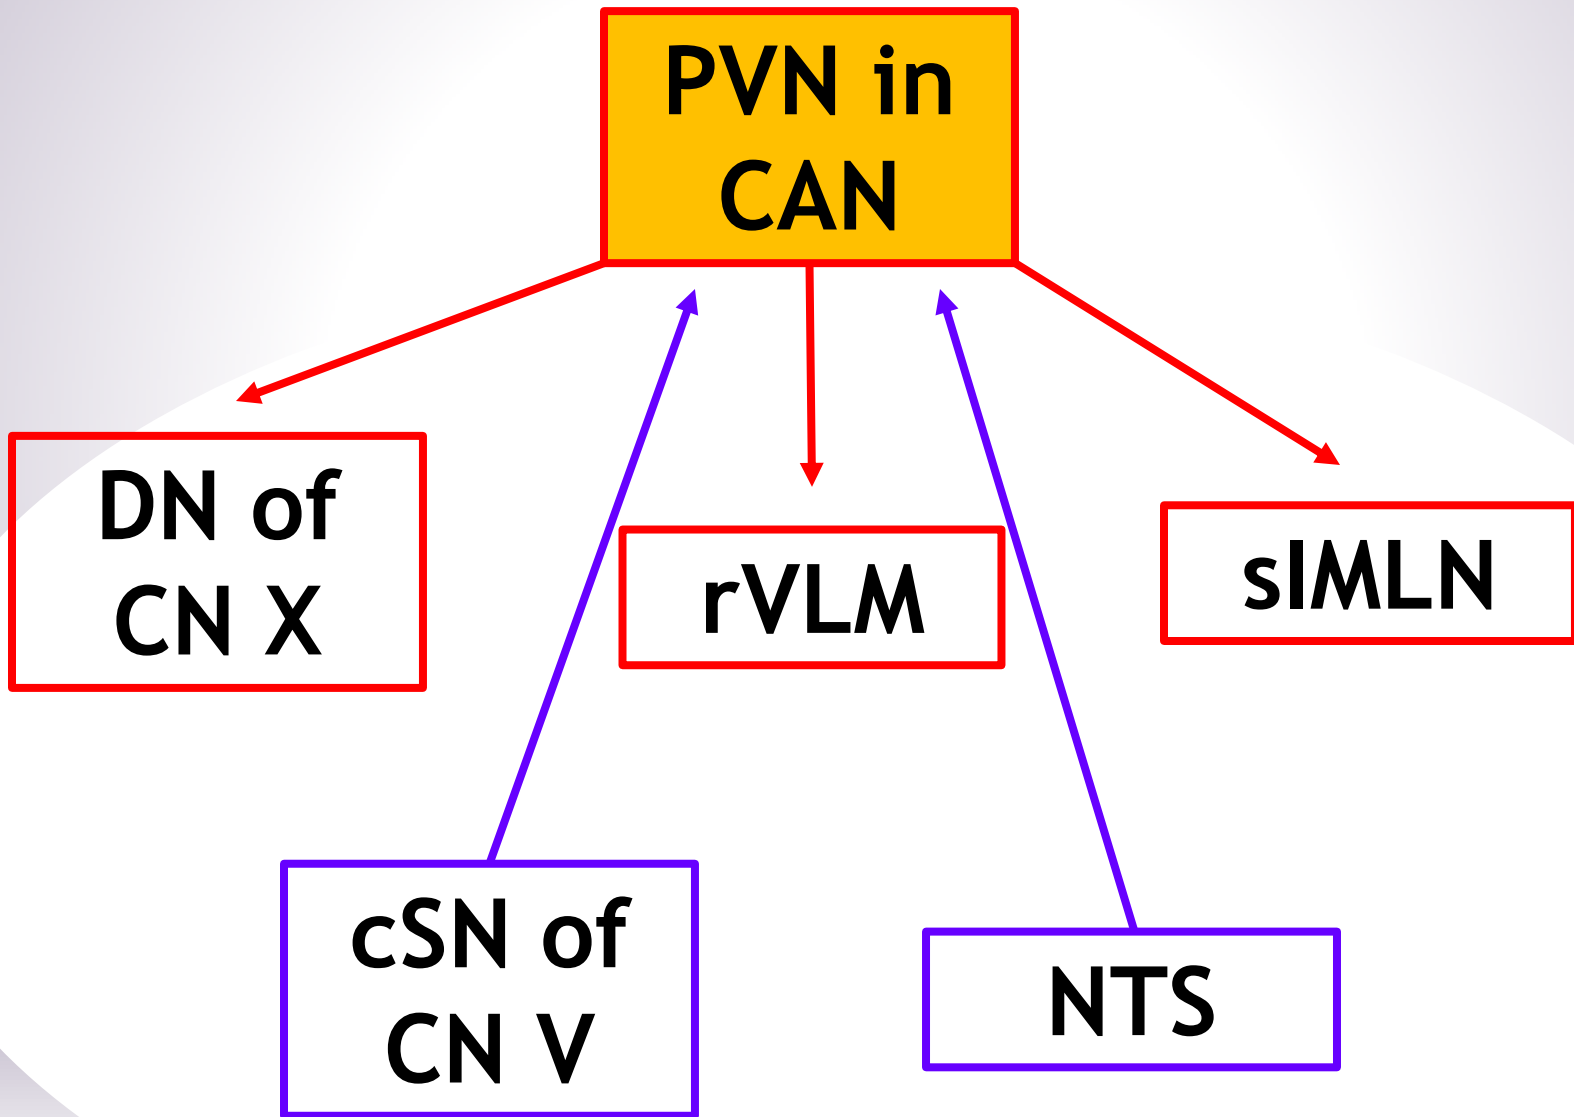 PVN in
CAN
DN of
CN X
rVLM
sIMLN
cSN of
CN V
NTS